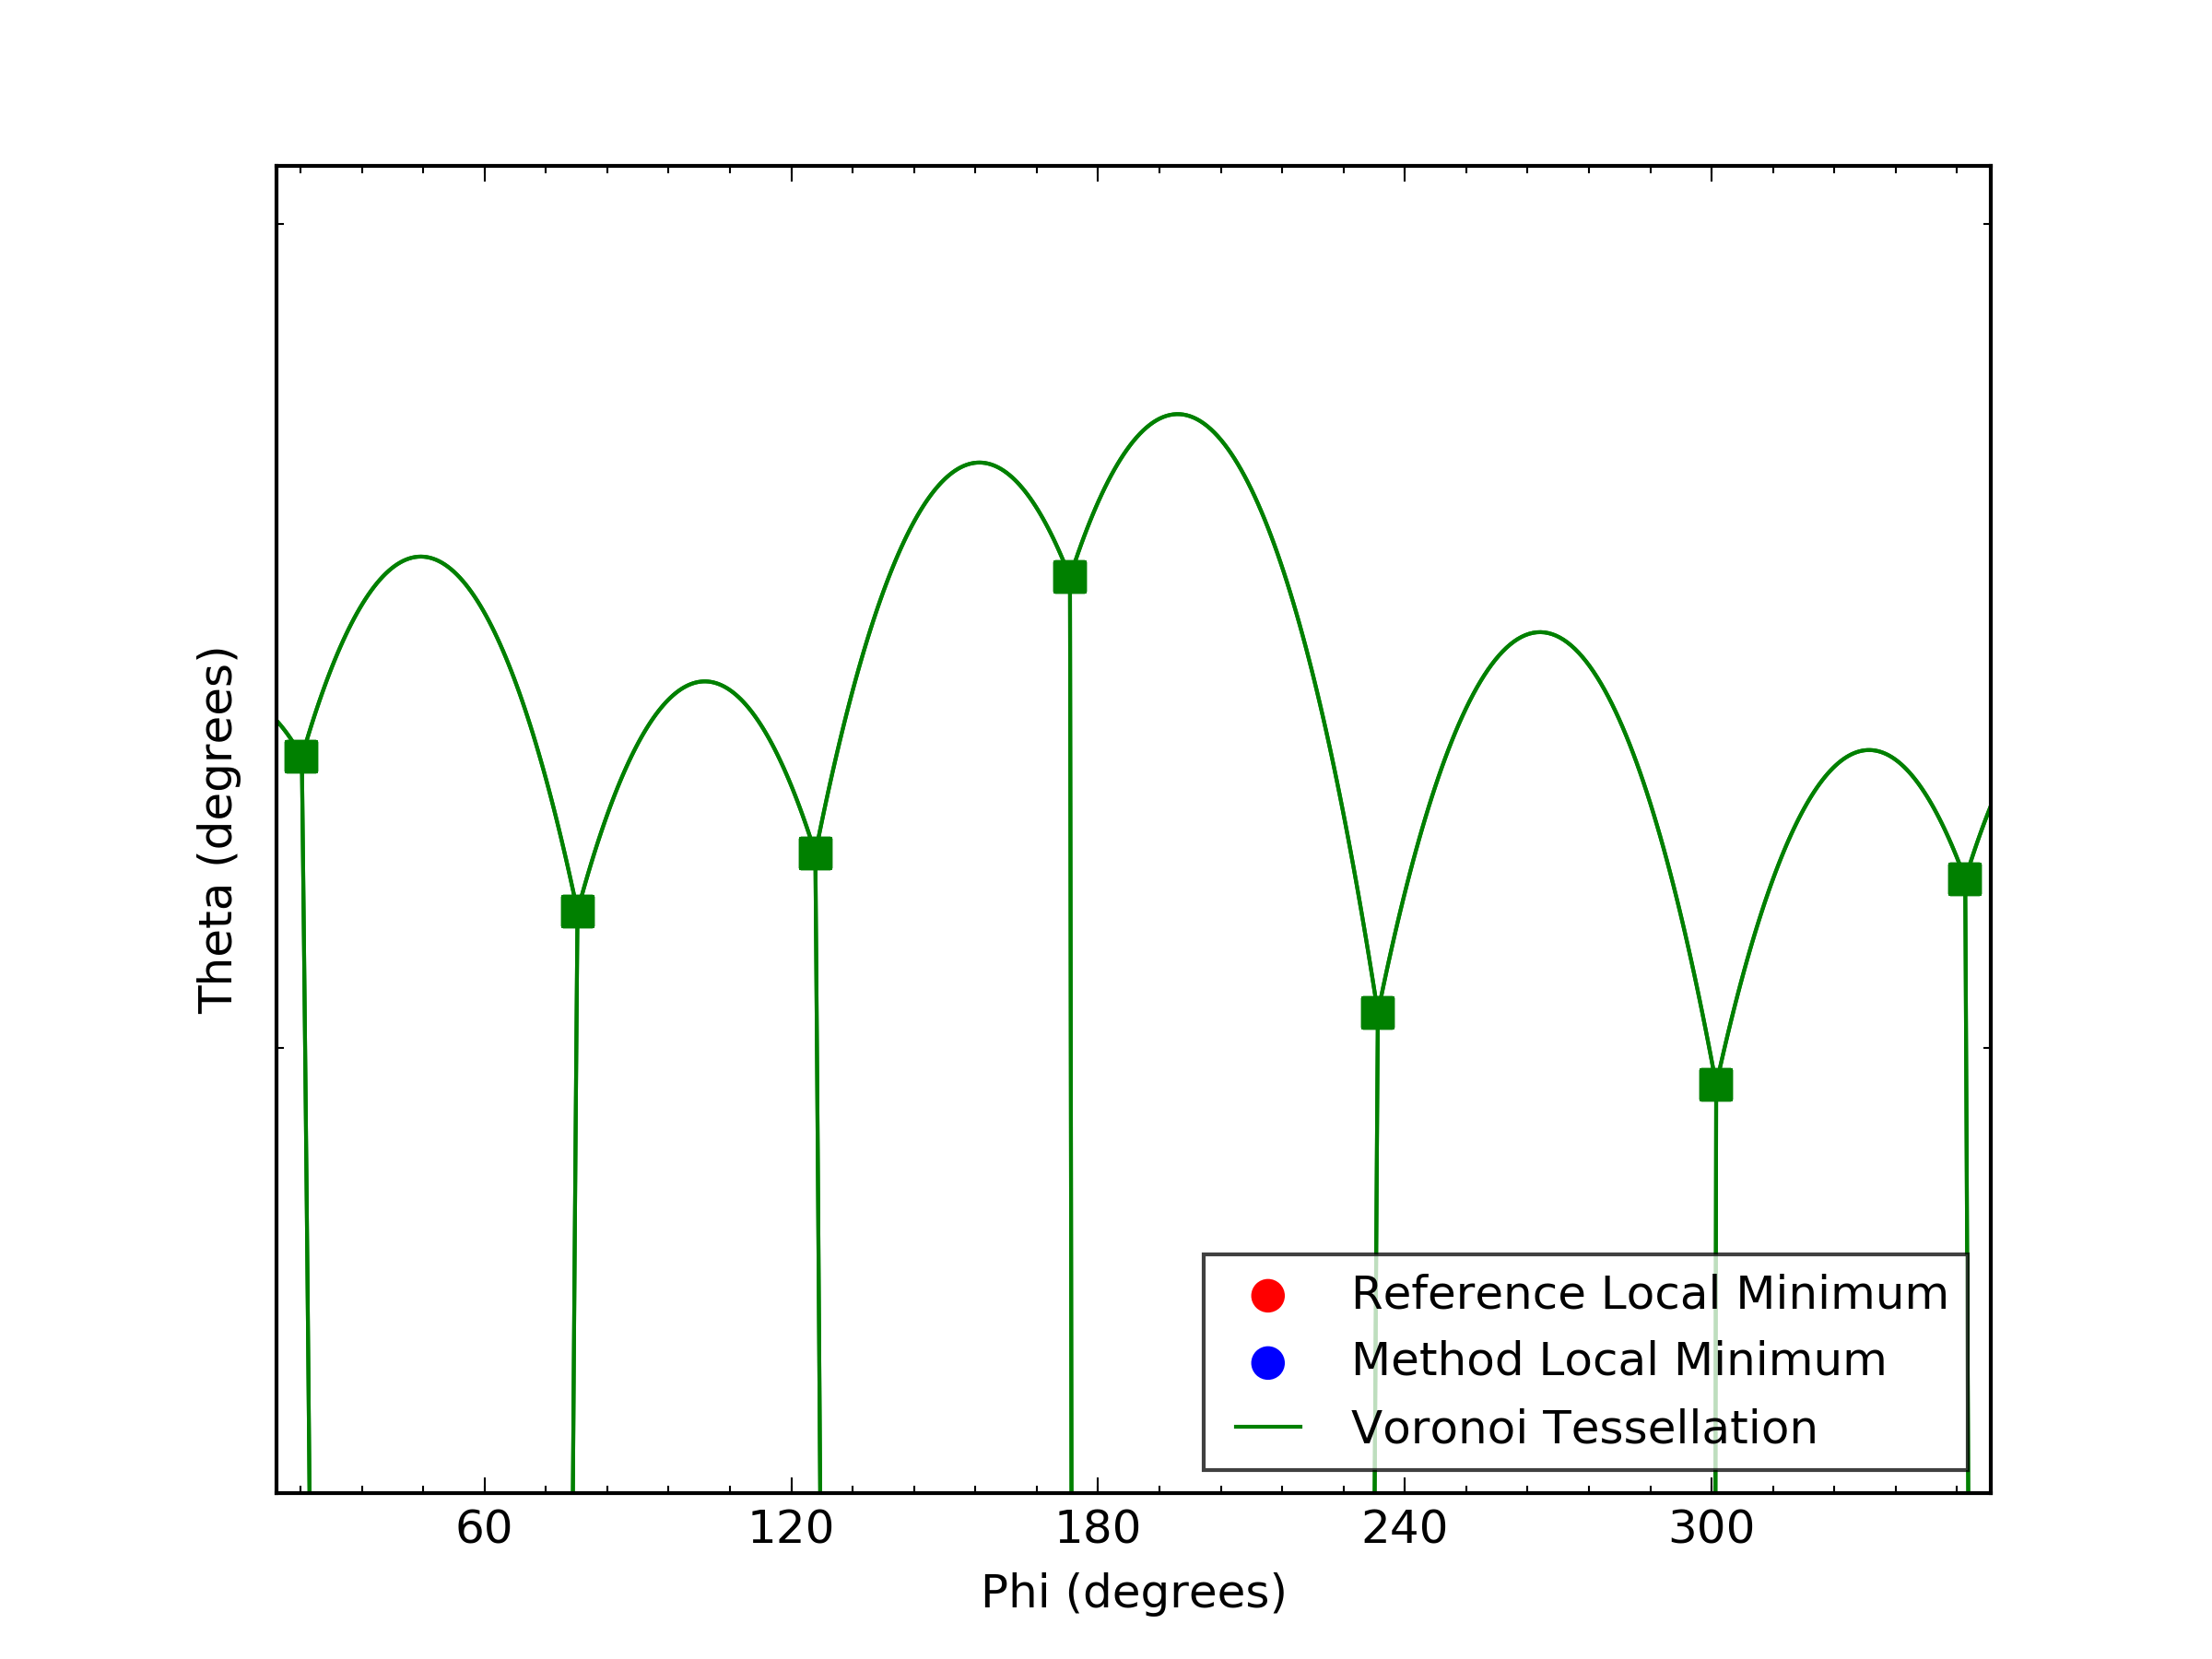 Theta (degrees)
Reference Local Minimum
Method Local Minimum
Voronoi Tessellation
60 120 180 240 300
Phi (degrees)